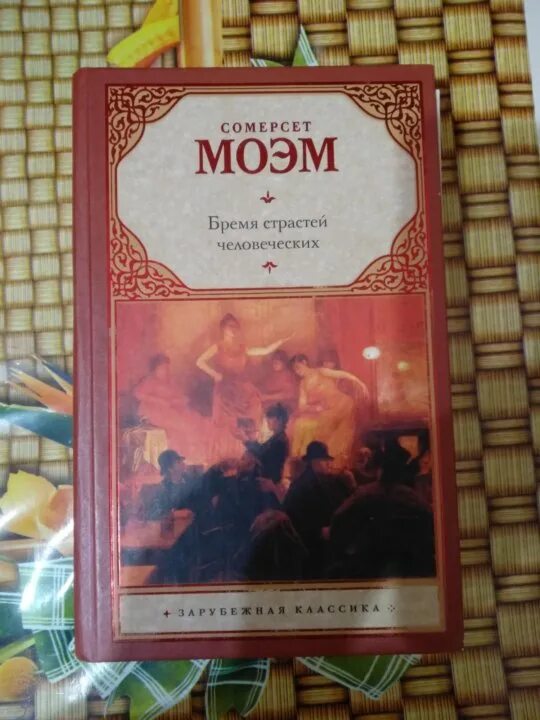 СОМЕРСЕТ
МОЭМ
Бремя страстей
человеческих
ЗАРУБЕЖНАЯ КЛАССИКА